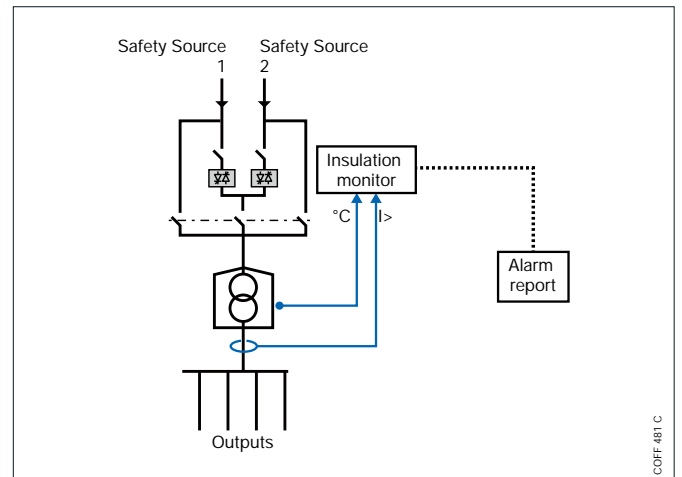 Safety Source
1
Safety Source
2
Insulation
monitor
°C
I>
Alarm
report
Outputs
COFF 481 C